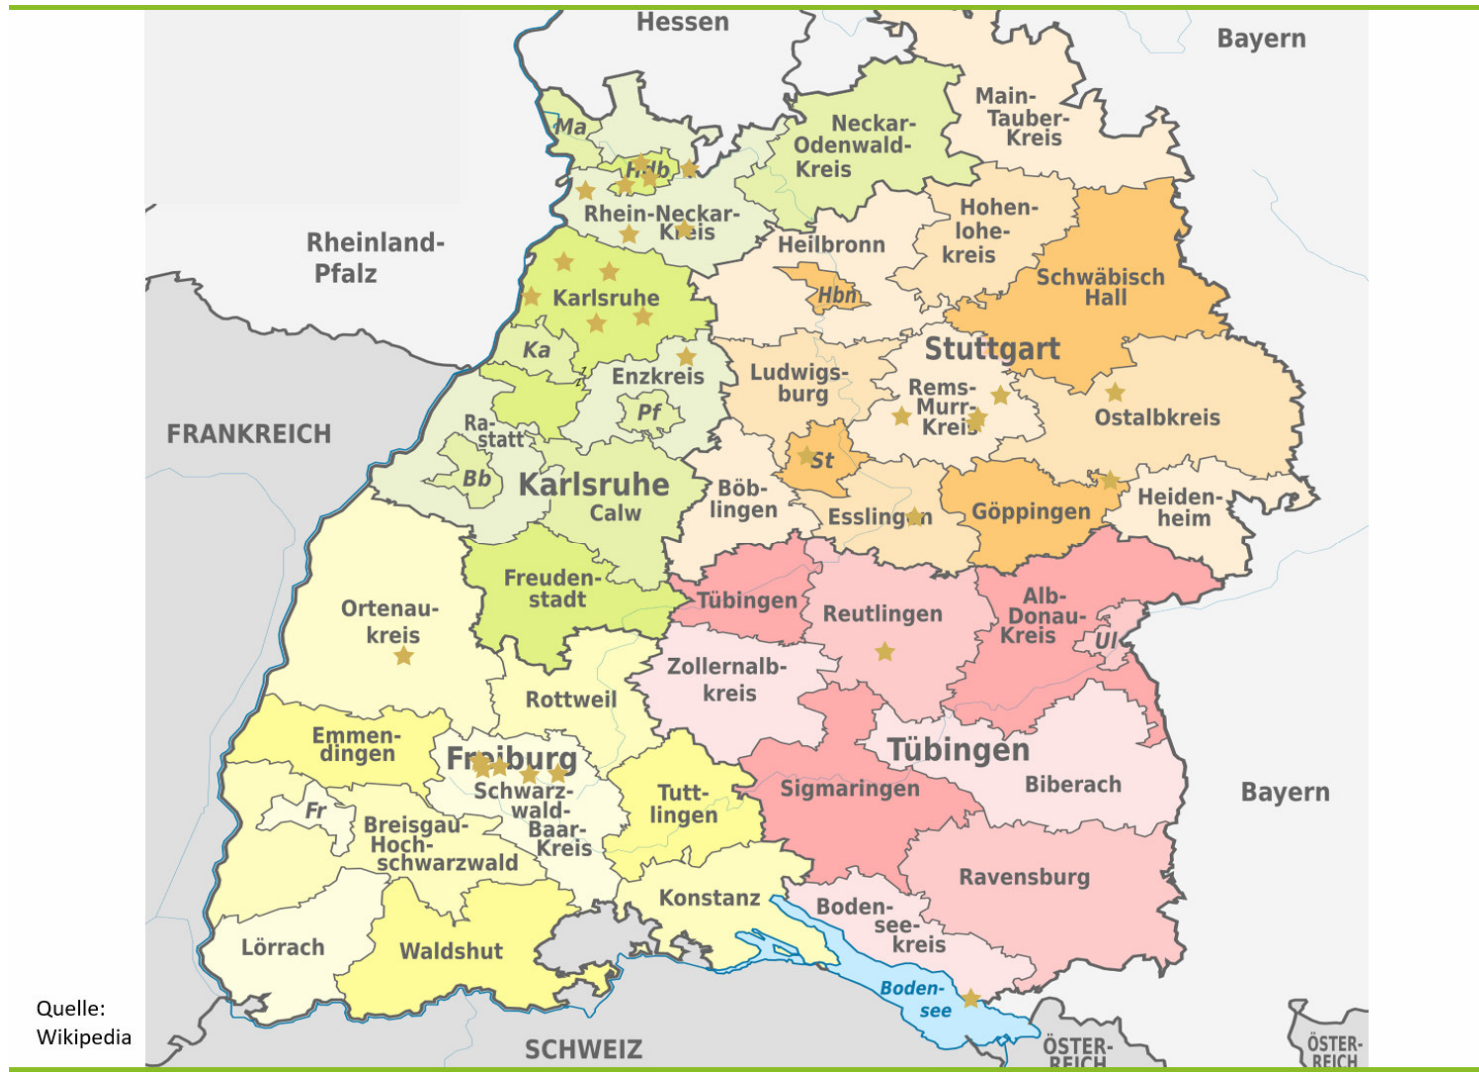 Hessen
Bayern
Main-
Tauber-
Kreis
Ma
Neckar-
Odenwald-
Kreis
Hdb
Rhein-Neckar-
Kreis
Hohen-
lohe-
kreis
Heilbronn
Rheinland-
Pfalz
Schwäbisch
Hall
Hbn
Karlsruhe
Ka
Stuttgart
Enzkreis
Ludwigs-
burg
Rems-
Murr-
Kreis
Pf
Ostalbkreis
FRANKREICH
Ra-
statt
St
Bb
Karlsruhe
Calw
Böb-
lingen
Esslingen
Göppingen
Heiden-
heim
Freuden-
stadt
Tübingen
Reutlingen
Alb-
Donau-
Kreis
Ul
Ortenau-
kreis
Zollernalb-
kreis
Rottweil
Emmen-
dingen
Freiburg
Tübingen
Schwarz-
wald-
Baar-
Kreis
Tutt-
lingen
Sigmaringen
Biberach
Bayern
Fr
Breisgau-
Hoch-
schwarzwald
Ravensburg
Konstanz
Boden-
see-
kreis
Lörrach
Waldshut
Boden-
see
Quelle:
Wikipedia
SCHWEIZ
ÖSTER-
REICH
ÖSTER-
REICH